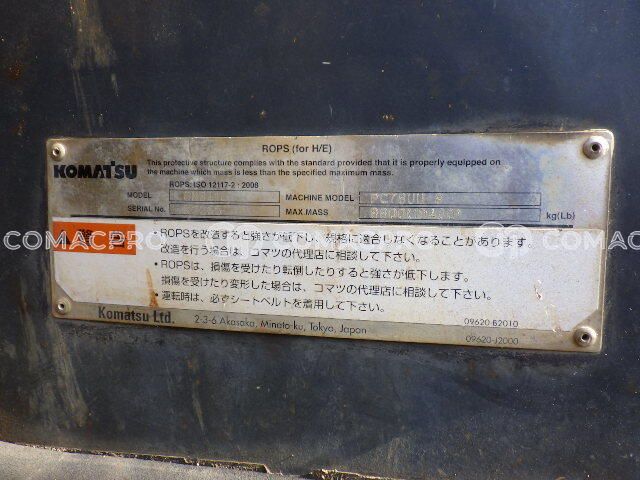 ROPS (for H/E)
KOMATSU
This protective structure complies with the standard provided that it is properly equipped on
the machine which mass is less than the specified maximum mass.
ROPS: ISO 12117-2 : 2008
MODEL
MACHINE MODEL
SERIAL No.
MAX.MASS
kg(Lb)
・ROPSを改造すると強さが低下し、規格に適合しなくなることがあります。
改造を行う場合は、コマツの代理店に相談して下さい。
・ROPSは、損傷を受けたり転倒したりすると強さが低下します。
損傷を受けたり変形した場合は、コマツの代理店に相談して下さい。
・運転時は、必ずシートベルトを着用して下さい。
09620-B2010
Komatsu Ltd. 2-3-6 Akasaka, Minato-ku, Tokyo, Japan
09620-J2000